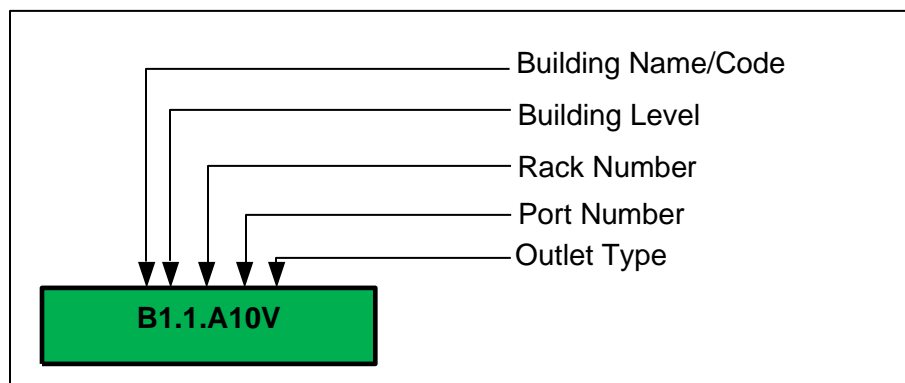 Building Name/Code
Building Level
Rack Number
Port Number
Outlet Type
B1.1.A10V